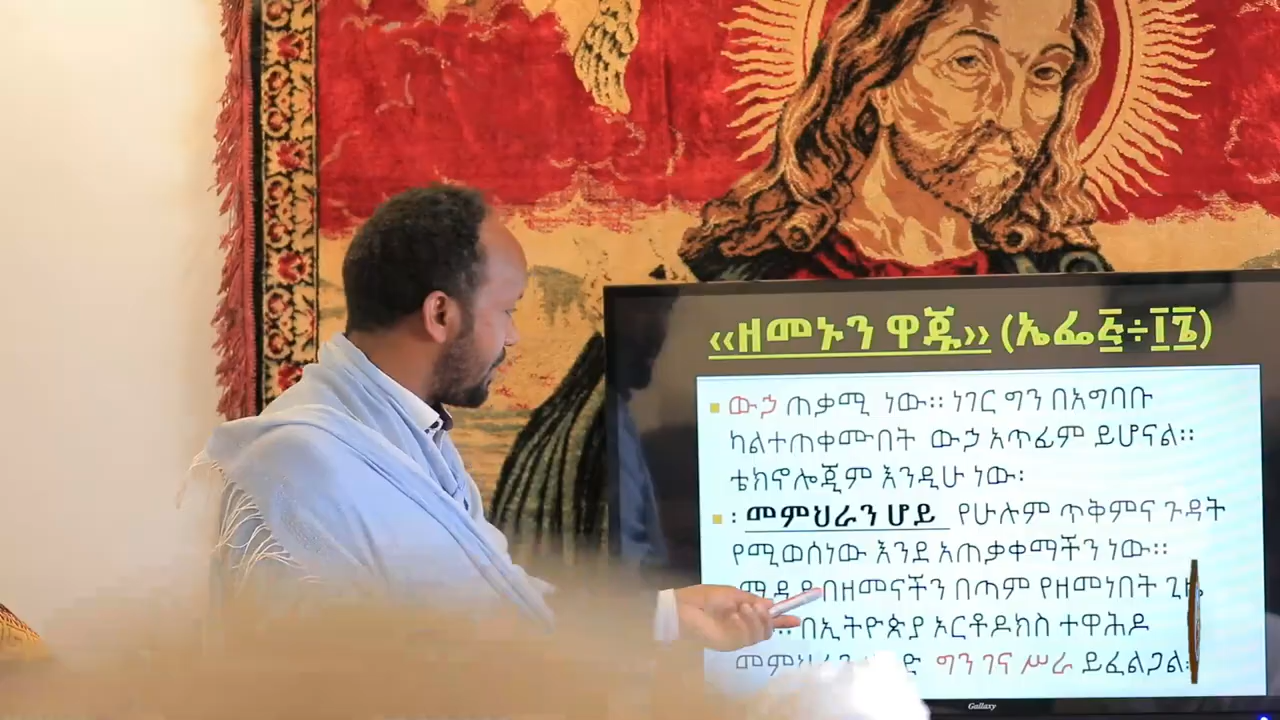 ‹‹ዘመኑን ዋጁ›› (ኤፌ፭÷፲፮)
ውኃ ጠቃሚ ነው፡፡ ነገር ግን በአግባቡ
ካልተጠቀሙበት ውኃ አጥፊም ይሆናል፡፡
ቴክኖሎጂም እንዲሁ ነው፡
፡ መምህራን ሆይ የሁሉም ጥቅምና ጉዳት
የሚወሰነው እንደ አጠቃቀማችን ነው፡፡
በዘመናችን በጣም የዘመነበት
በኢትዮጵያ ኦርቶዶክስ ተዋሕዶ
ግን ገና ሥራ ይፈልጋል፡
Gallaxy